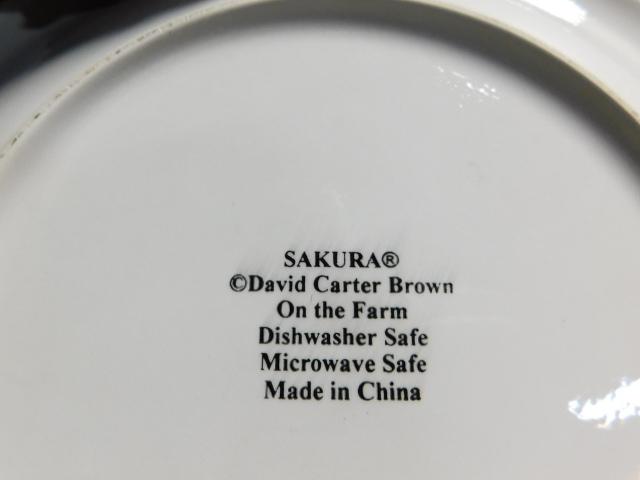 SAKURA®
©David Carter Brown
On the Farm
Dishwasher Safe
Microwave Safe
Made in China